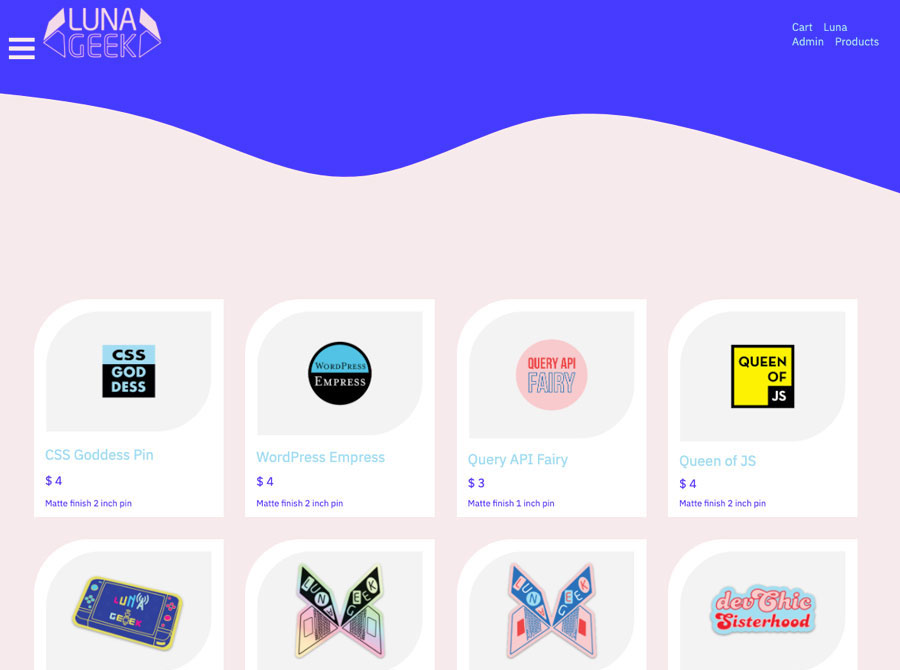 LUNA
GEEK
Cart Luna
Admin Products
CSS
GOD
DESS
WORDPRESS
EMPRESS
QUERY API
FAIRY
QUEEN
OF
JS
CSS Goddess Pin
WordPress Empress
Query API Fairy
Queen of JS
$ 4
$ 4
$ 3
$ 4
Matte finish 2 inch pin
Matte finish 2 inch pin
Matte finish 1 inch pin
Matte finish 2 inch pin
LUNA
GEEK
LUNA
GEEK
LUNA
GEEK
devChic
Sisterhood